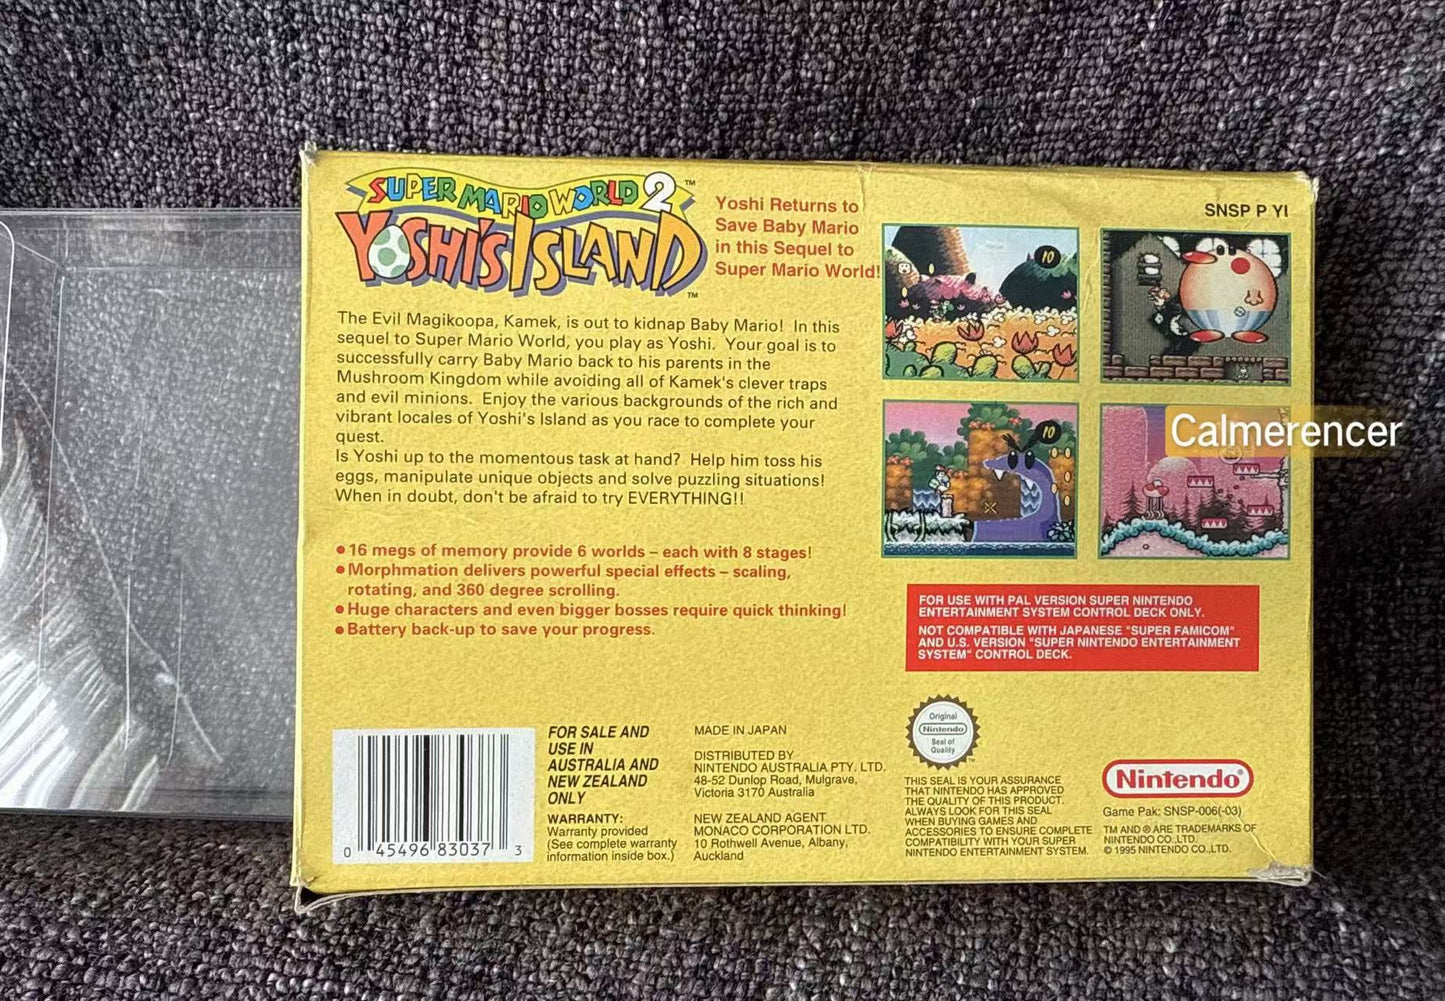 SUPER MARIO WORLD 2 ™
YOSHI'S ISLAND ™
Yoshi Returns to
Save Baby Mario
in this Sequel to
Super Mario World!
SNSP P YI
The Evil Magikoopa, Kamek, is out to kidnap Baby Mario! In this
sequel to Super Mario World, you play as Yoshi. Your goal is to
successfully carry Baby Mario back to his parents in the
Mushroom Kingdom while avoiding all of Kamek's clever traps
and evil minions. Enjoy the various backgrounds of the rich and
vibrant locales of Yoshi's Island as you race to complete your
quest.
Is Yoshi up to the momentous task at hand? Help him toss his
eggs, manipulate unique objects and solve puzzling situations!
When in doubt, don't be afraid to try EVERYTHING!!
• 16 megs of memory provide 6 worlds – each with 8 stages!
• Morphmation delivers powerful special effects – scaling,
rotating, and 360 degree scrolling.
• Huge characters and even bigger bosses require quick thinking!
• Battery back-up to save your progress.
10
10
Calmerencer
FOR USE WITH PAL VERSION SUPER NINTENDO
ENTERTAINMENT SYSTEM CONTROL DECK ONLY.
NOT COMPATIBLE WITH JAPANESE "SUPER FAMICOM"
AND U.S. VERSION "SUPER NINTENDO ENTERTAINMENT
SYSTEM" CONTROL DECK.
0 45496 83037 3
FOR SALE AND
USE IN
AUSTRALIA AND
NEW ZEALAND
ONLY
WARRANTY:
Warranty provided
(See complete warranty
information inside box.)
MADE IN JAPAN
DISTRIBUTED BY
NINTENDO AUSTRALIA PTY. LTD.
48-52 Dunlop Road, Mulgrave,
Victoria 3170 Australia
NEW ZEALAND AGENT
MONACO CORPORATION LTD.
10 Rothwell Avenue, Albany,
Auckland
Original
Nintendo
Seal of
Quality
™
THIS SEAL IS YOUR ASSURANCE
THAT NINTENDO HAS APPROVED
THE QUALITY OF THIS PRODUCT.
ALWAYS LOOK FOR THIS SEAL
WHEN BUYING GAMES AND
ACCESSORIES TO ENSURE COMPLETE
COMPATIBILITY WITH YOUR SUPER
NINTENDO ENTERTAINMENT SYSTEM.
Nintendo®
Game Pak: SNSP-006(-03)
TM AND ® ARE TRADEMARKS OF
NINTENDO CO.,LTD.
© 1995 NINTENDO CO.,LTD.